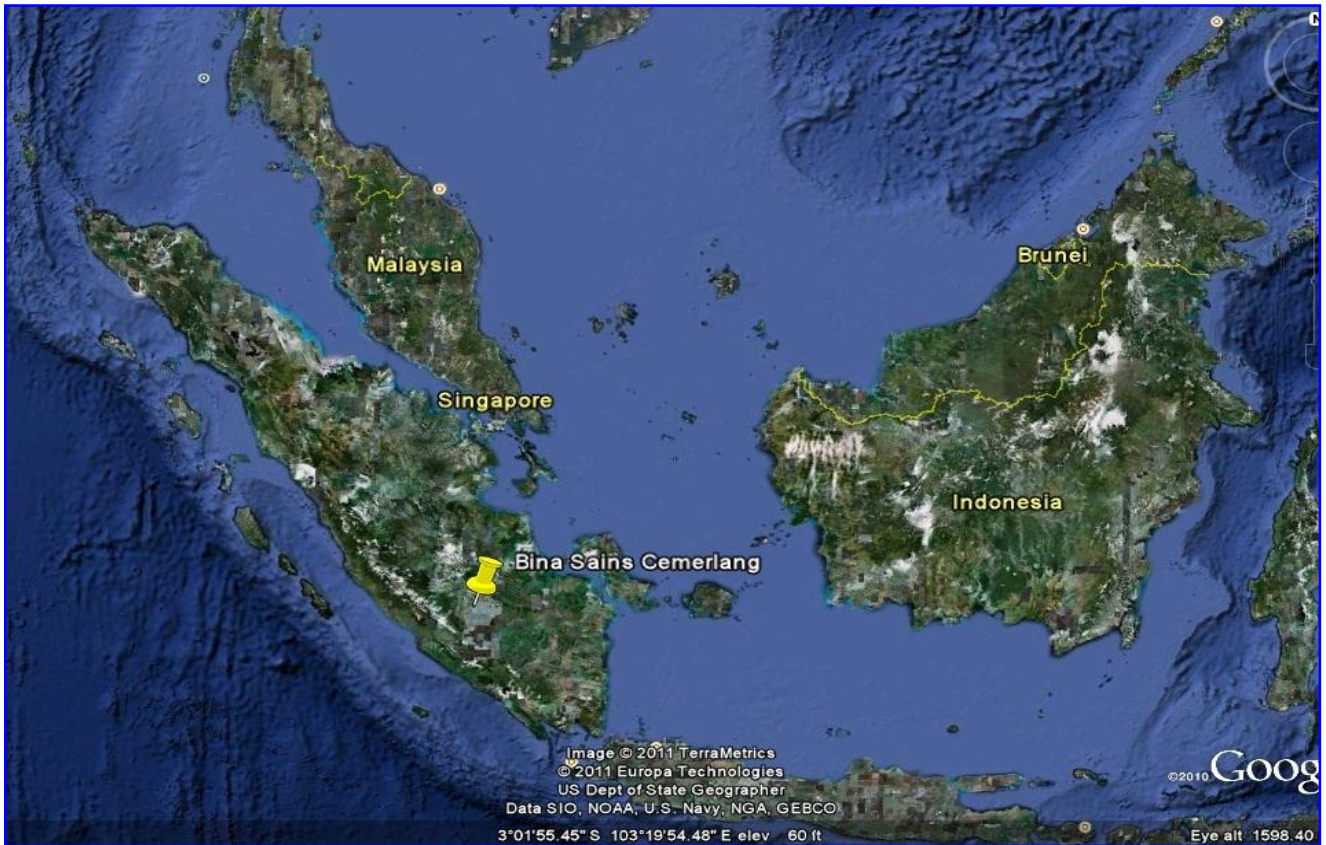 Malaysia
Brunei
Singapore
Indonesia
Bina Sains Cemerlang
Image © 2011 TerraMetrics
© 2011 Europa Technologies
US Dept of State Geographer
Data SIO, NOAA, U.S. Navy, NGA, GEBCO
©2010 Goog
3°01'55.45" S 103°19'54.48" E elev 60 ft
Eye alt 1598.40